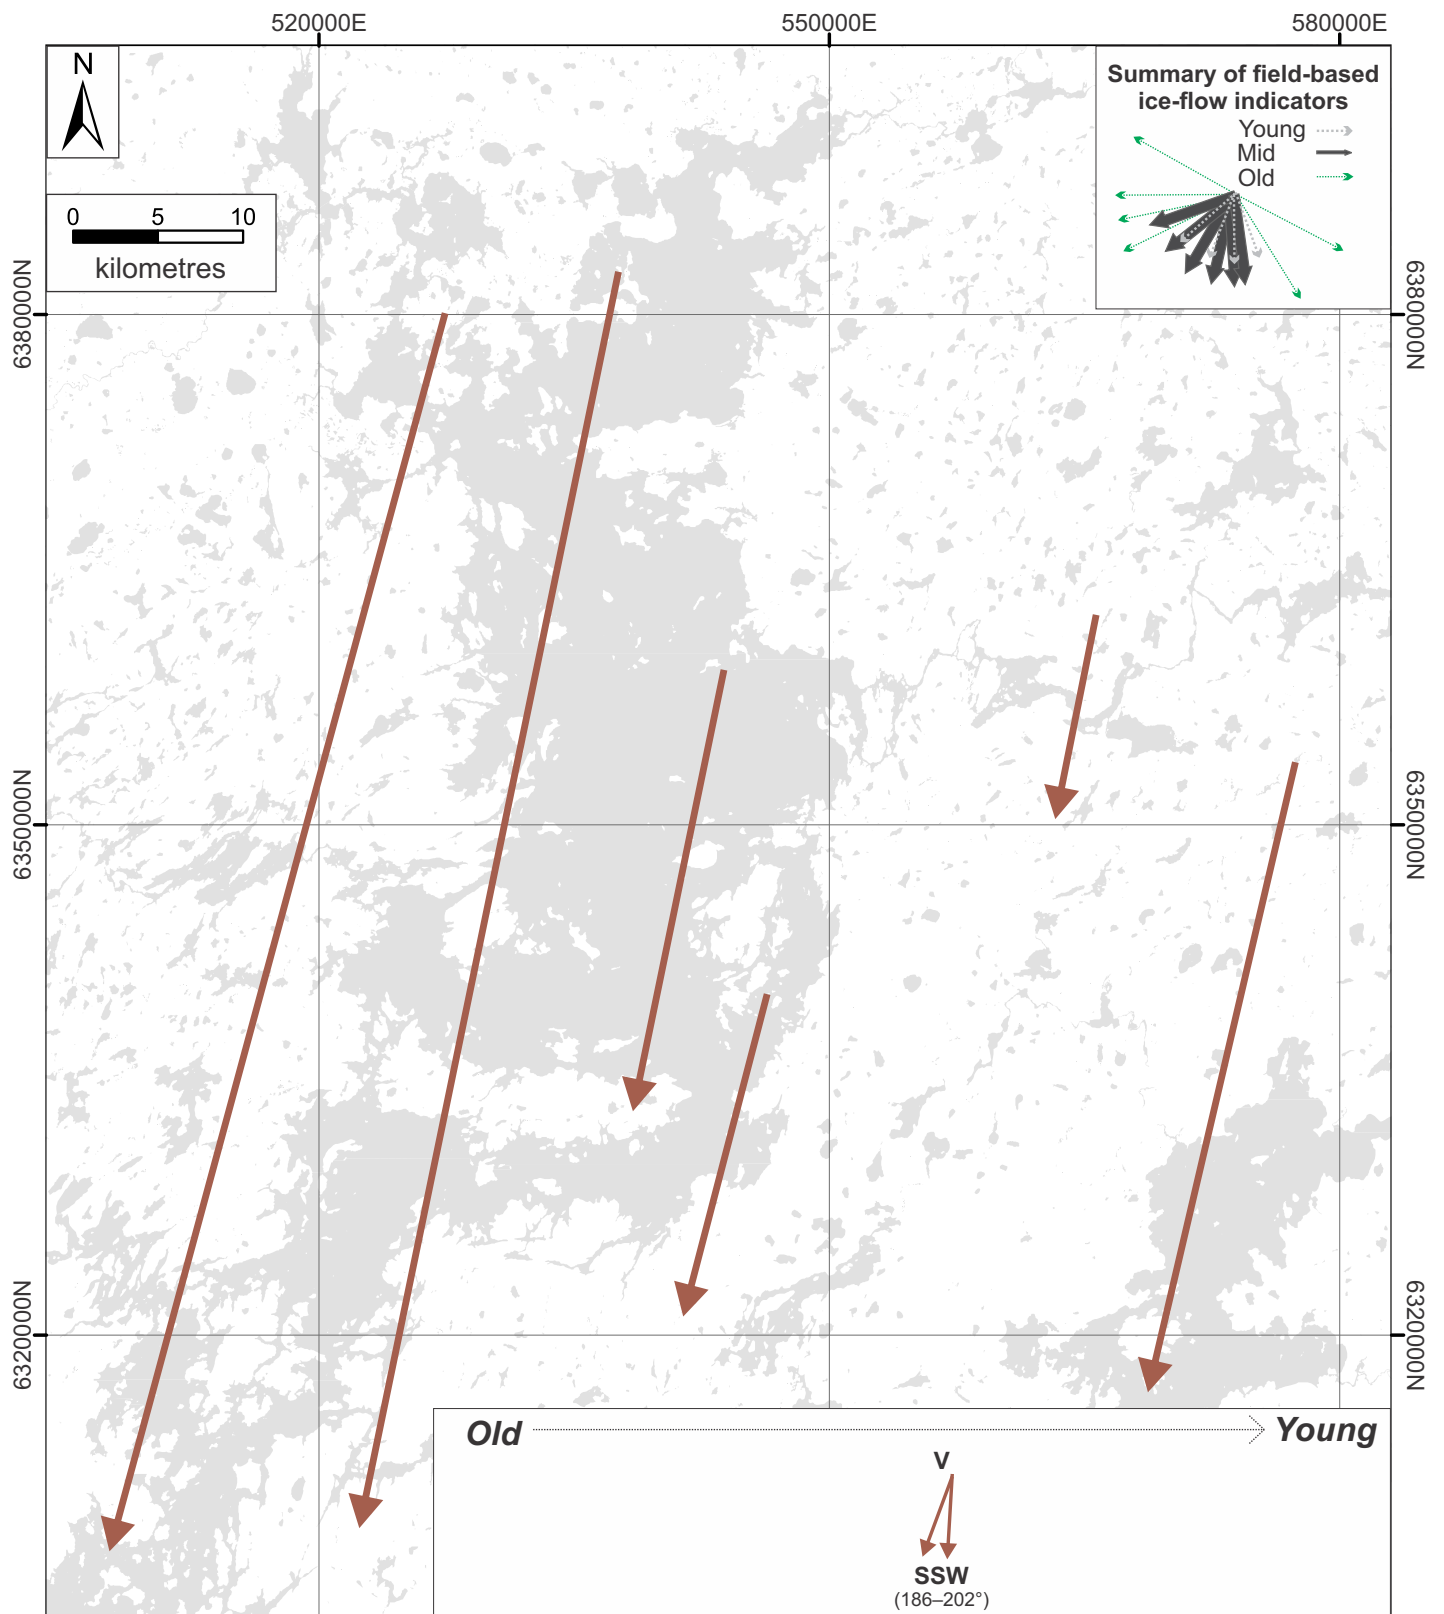 520000E
550000E
580000E
N
0 5 10
kilometres
Summary of field-based
ice-flow indicators
Young
Mid
Old
6380000N
6380000N
6350000N
6350000N
6320000N
6320000N
Old
Young
V
SSW
(186–202°)